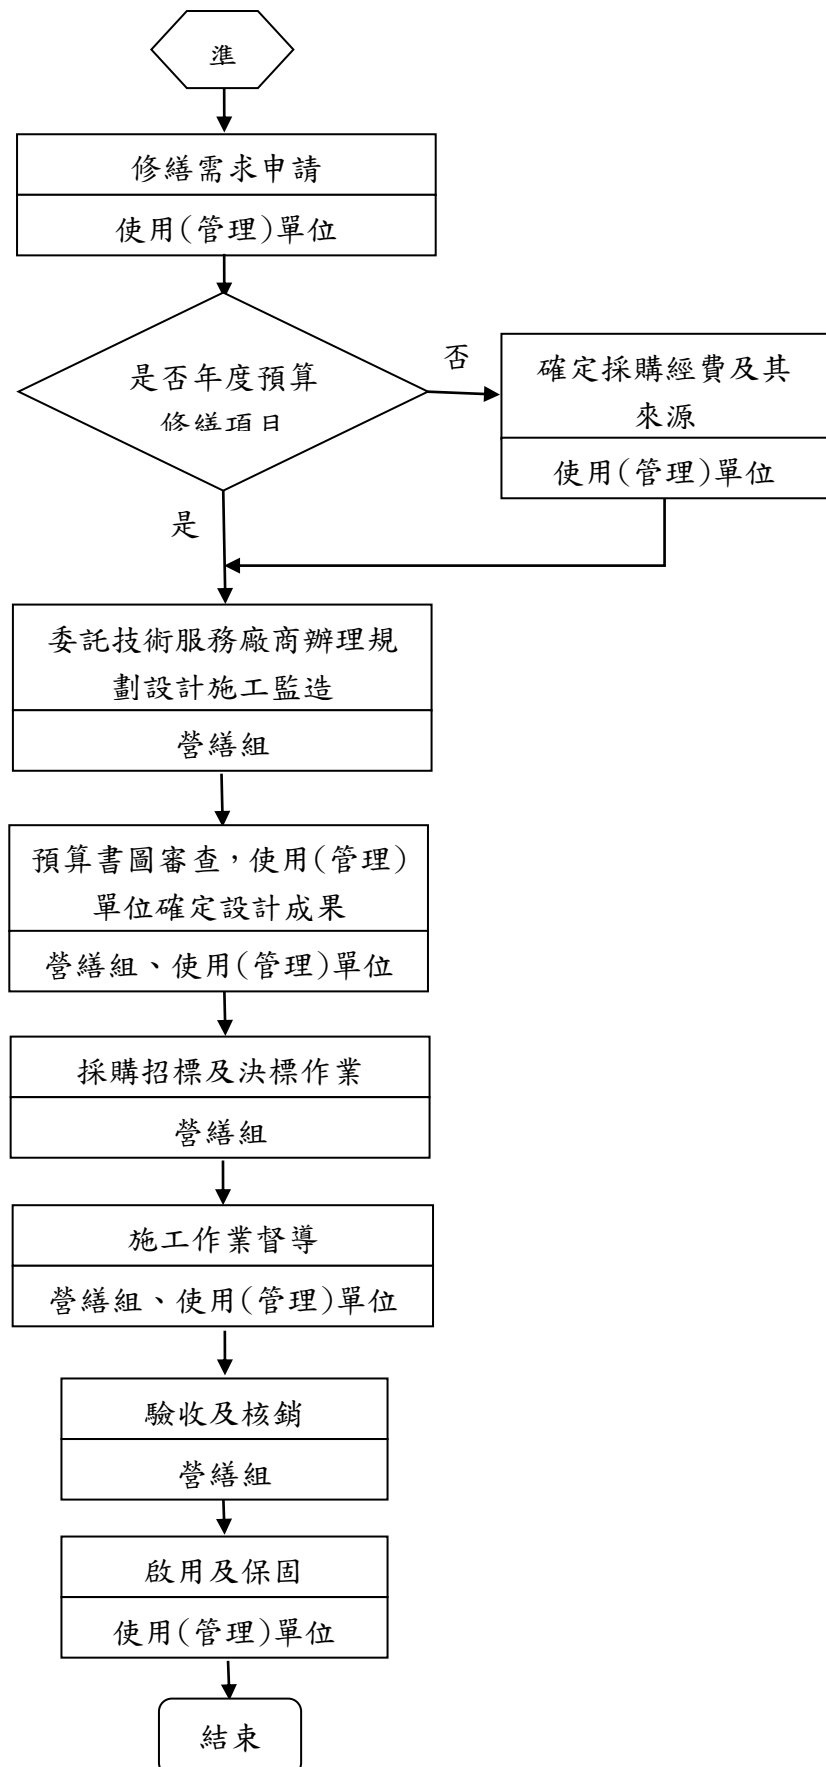 進
修繕需求申請
使用(管理)單位
是否年度預算
修繕項目
否
確定採購經費及其
來源
使用(管理)單位
是
委託技術服務廠商辦理規
劃設計施工監造
營繕組
預算書圖審查，使用(管理)
單位確定設計成果
營繕組、使用(管理)單位
採購招標及決標作業
營繕組
施工作業督導
營繕組、使用(管理)單位
驗收及核銷
營繕組
啟用及保固
使用(管理)單位
結束